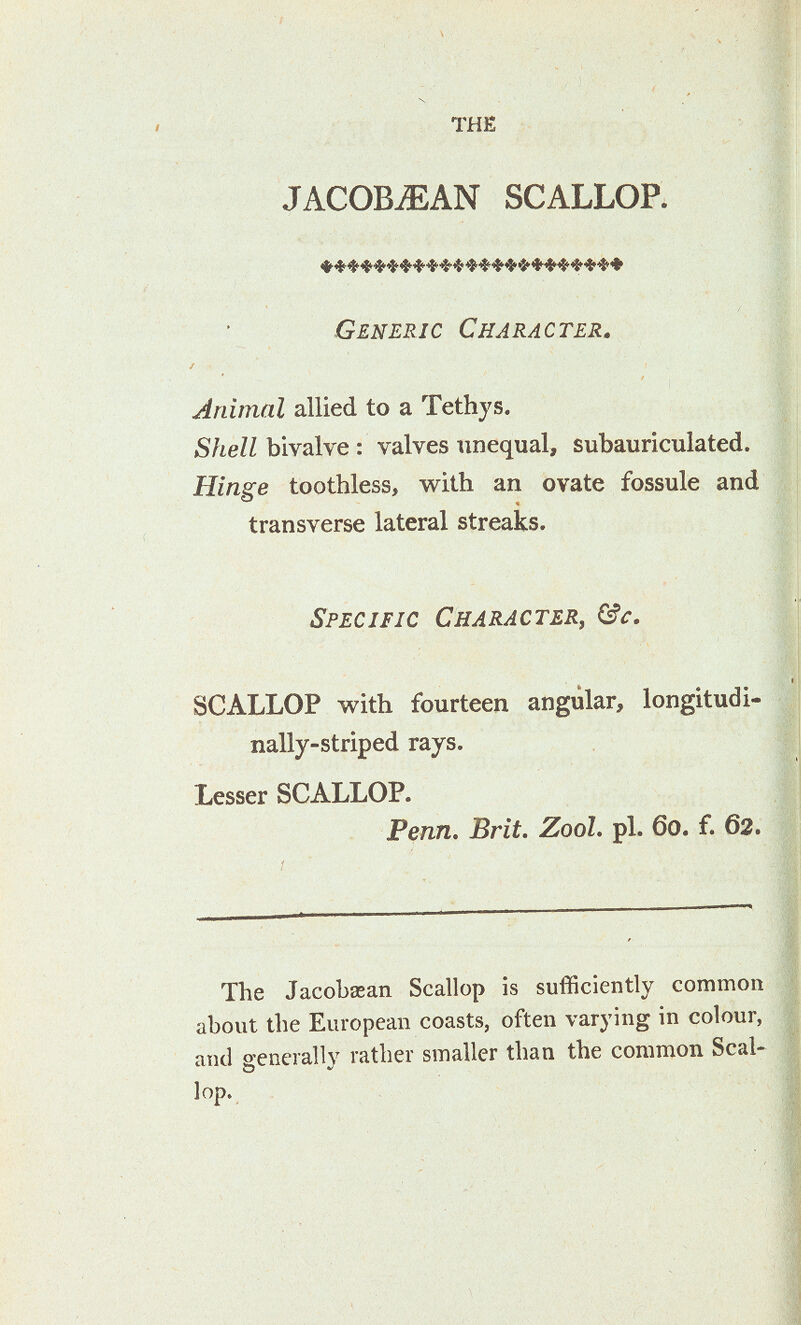 THE
JACOBÆAN SCALLOP.
GENERIC CHARACTER.
Animal allied to a Tethys.
Shell bivalve : valves unequal, subauriculated.
Hinge toothless, with an ovate fossule and
transverse lateral streaks.
SPECIFIC CHARACTER, &c.
SCALLOP with fourteen angular, longitudi-
nally-striped rays.
Lesser SCALLOP.
Penn. Brit. Zool. pl. 60. f. 62.
The Jacobæan Scallop is sufficiently common
about the European coasts, often varying in colour,
and generally rather smaller than the common Scal-
lop.